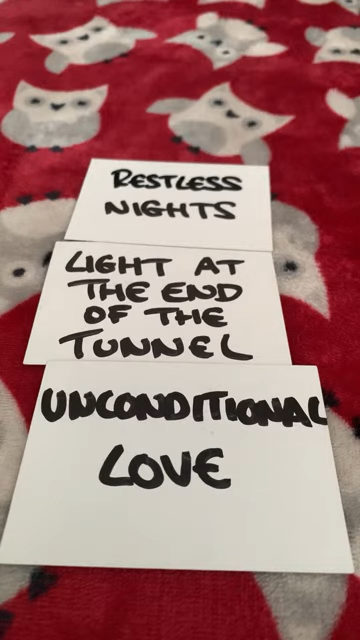 RESTLESS
NIGHTS
LIGHT AT
THE END
OF THE
TUNNEL
UNCONDITIONAL
LOVE